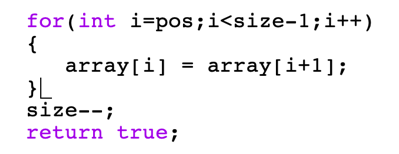 for(int i=pos;i<size-1;i++)
{
   array[i] = array[i+1];
}
size--;
return true;